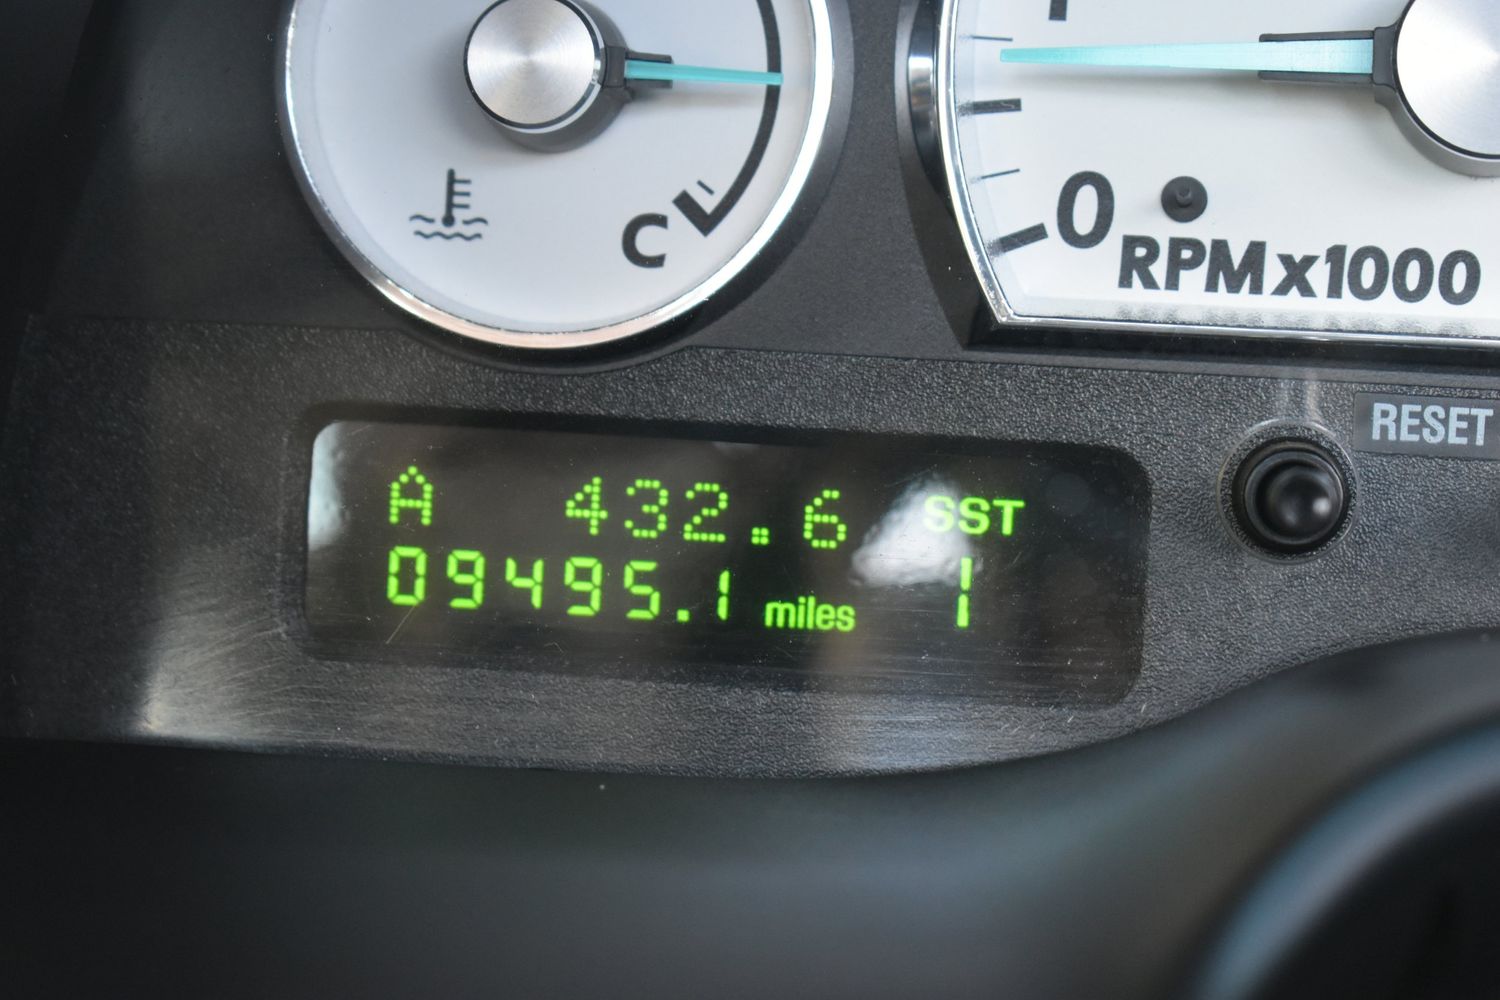 C
0
RPMx1000
RESET
A 432.6 SST
09495.1 miles 1